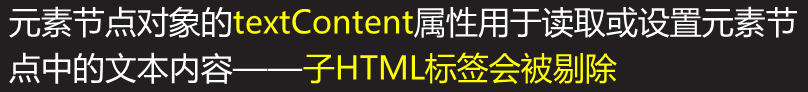 元素节点对象的textContent属性用于读取或设置元素节
点中的文本内容——子HTML标签会被剔除